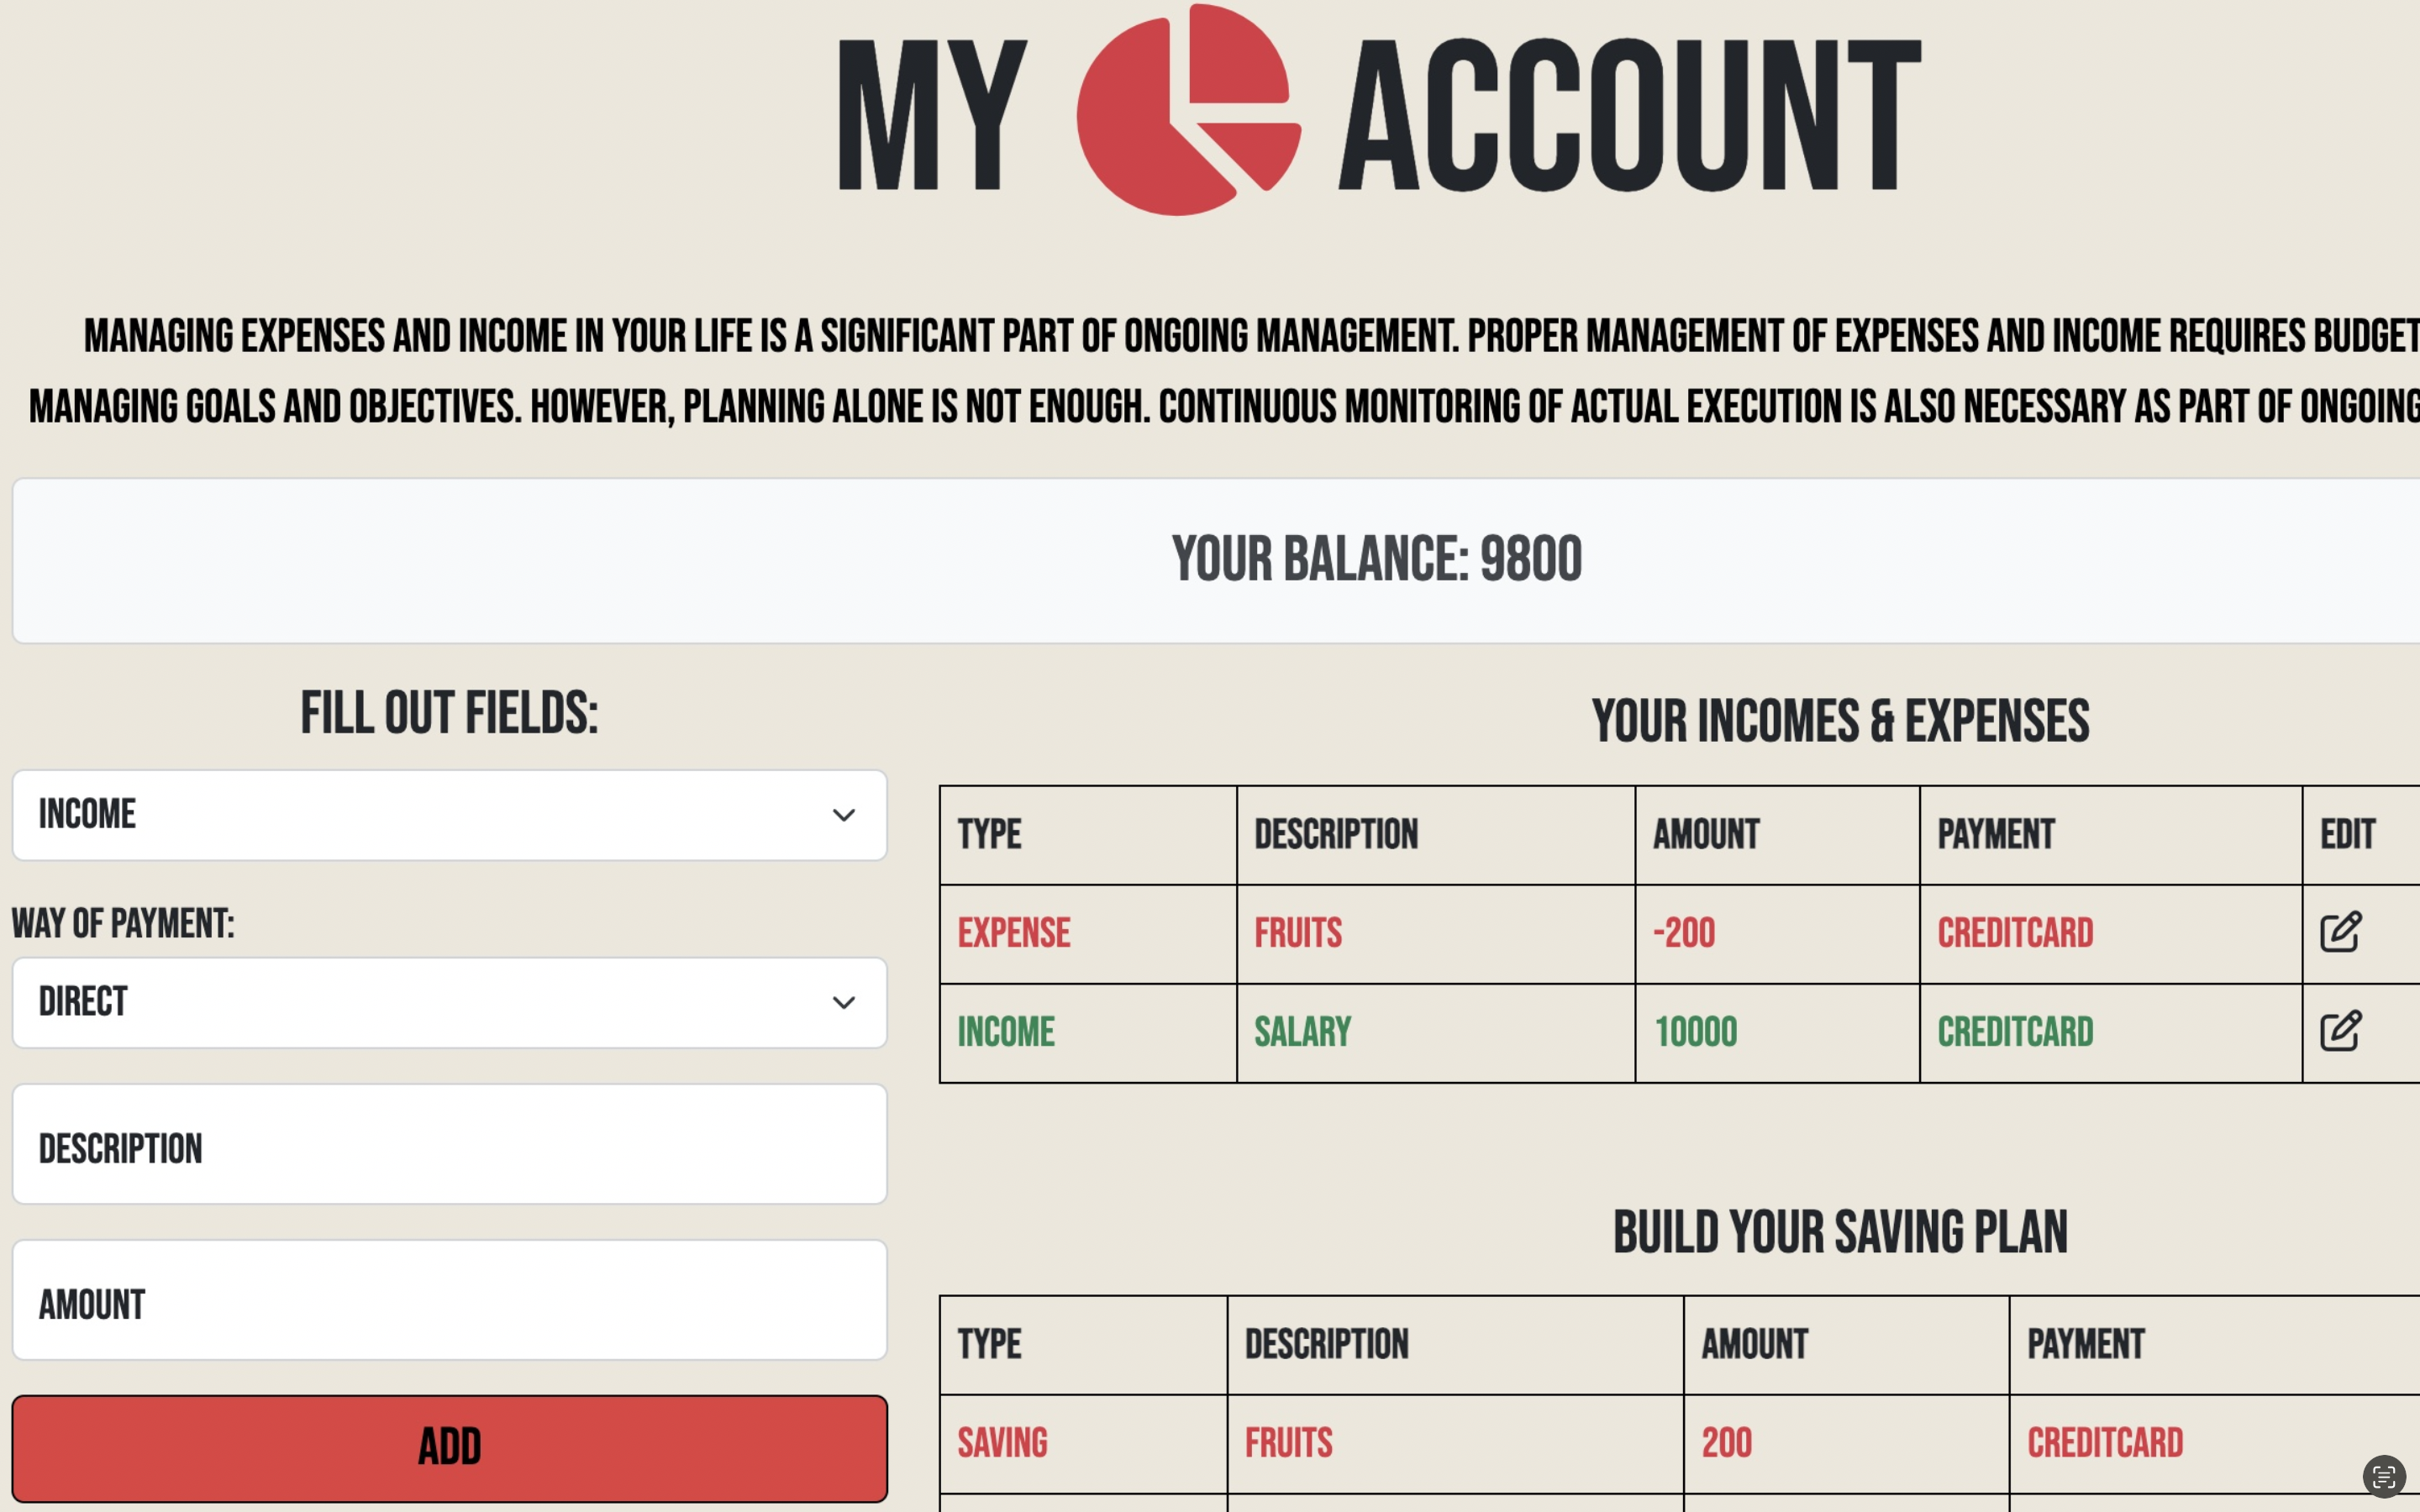 MY ACCOUNT
MANAGING EXPENSES AND INCOME IN YOUR LIFE IS A SIGNIFICANT PART OF ONGOING MANAGEMENT. PROPER MANAGEMENT OF EXPENSES AND INCOME REQUIRES BUDGET
MANAGING GOALS AND OBJECTIVES. HOWEVER, PLANNING ALONE IS NOT ENOUGH. CONTINUOUS MONITORING OF ACTUAL EXECUTION IS ALSO NECESSARY AS PART OF ONGOING
YOUR BALANCE: 9800
FILL OUT FIELDS:
INCOME
WAY OF PAYMENT:
DIRECT
DESCRIPTION
AMOUNT
ADD
YOUR INCOMES & EXPENSES
TYPE DESCRIPTION AMOUNT PAYMENT EDIT
EXPENSE FRUITS -200 CREDITCARD
INCOME SALARY 10000 CREDITCARD
BUILD YOUR SAVING PLAN
TYPE DESCRIPTION AMOUNT PAYMENT
SAVING FRUITS 200 CREDITCARD